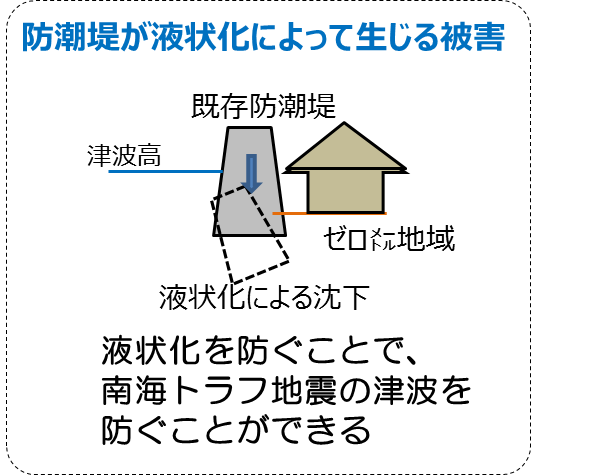 防潮堤が液状化によって生じる被害
既存防潮堤
津波高
ゼロ㍍地域
液状化による沈下
液状化を防ぐことで、
南海トラフ地震の津波を
防ぐことができる